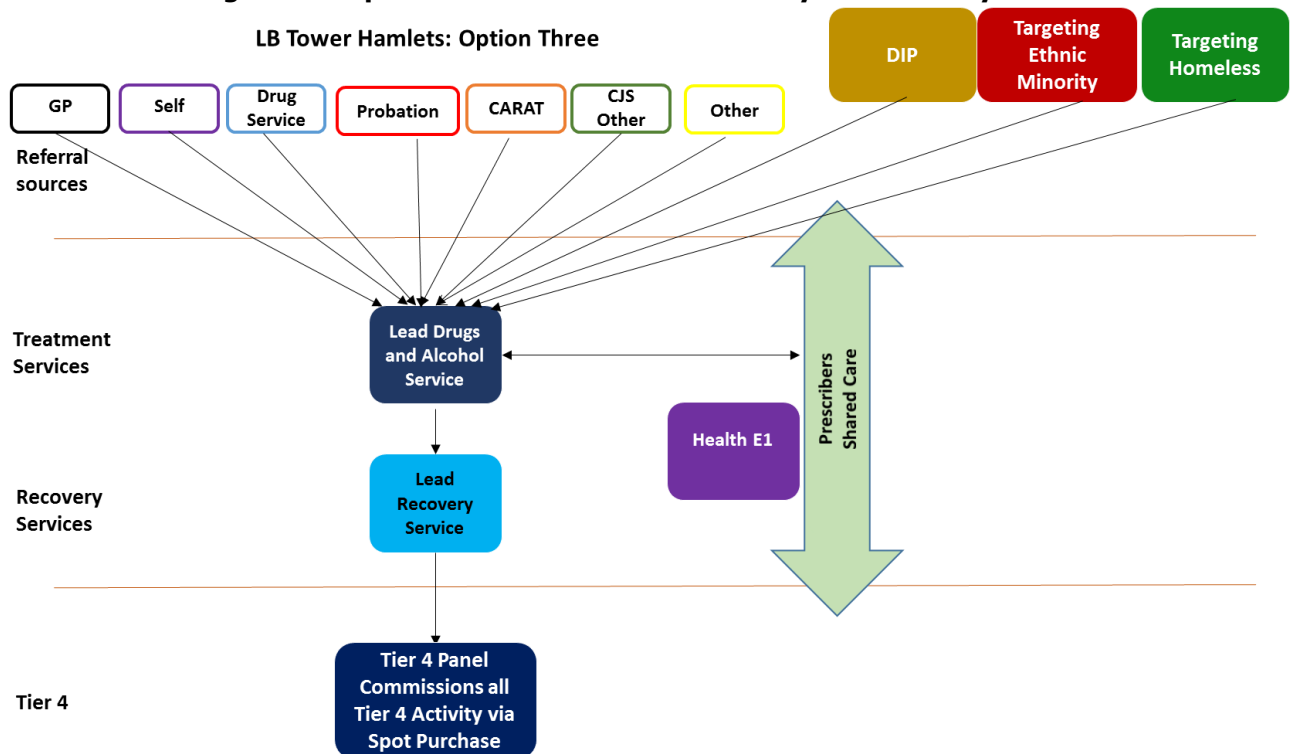 LB Tower Hamlets: Option Three
DIP
Targeting
Ethnic
Minority
Targeting
Homeless
GP
Self
Drug
Service
Probation
CARAT
CJS
Other
Other
Referral
sources
Treatment
Services
Lead Drugs
and Alcohol
Service
Prescribers
Shared Care
Health E1
Recovery
Services
Lead
Recovery
Service
Tier 4
Tier 4 Panel
Commissions all
Tier 4 Activity via
Spot Purchase